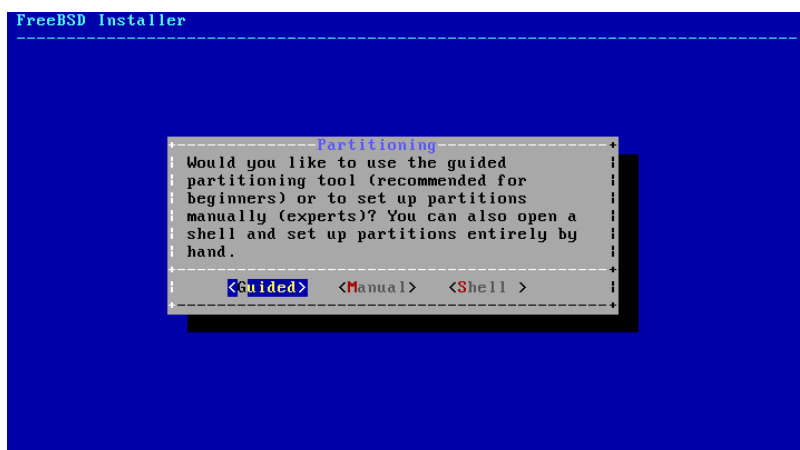 FreeBSD Installer
Partitioning
Would you like to use the guided
partitioning tool (recommended for
beginners) or to set up partitions
manually (experts)? You can also open a
shell and set up partitions entirely by
hand.
<Guided> <Manual> <Shell >